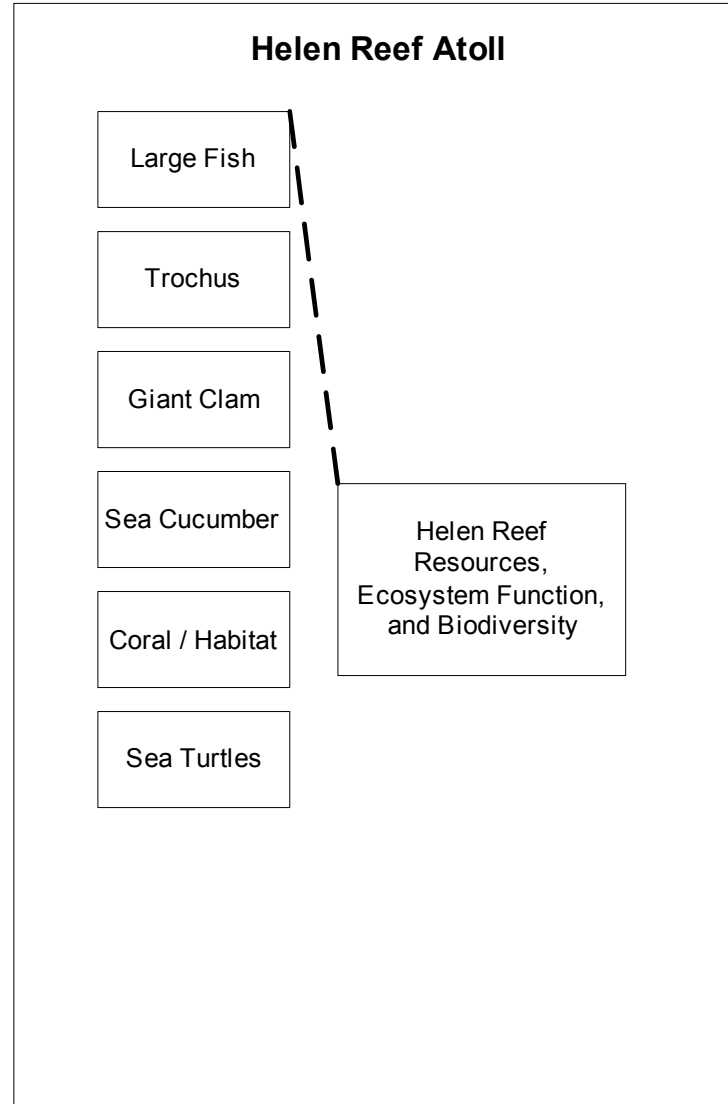 Helen Reef Atoll
Large Fish
Trochus
Giant Clam
Sea Cucumber
Helen Reef
Resources,
Ecosystem Function,
and Biodiversity
Coral / Habitat
Sea Turtles